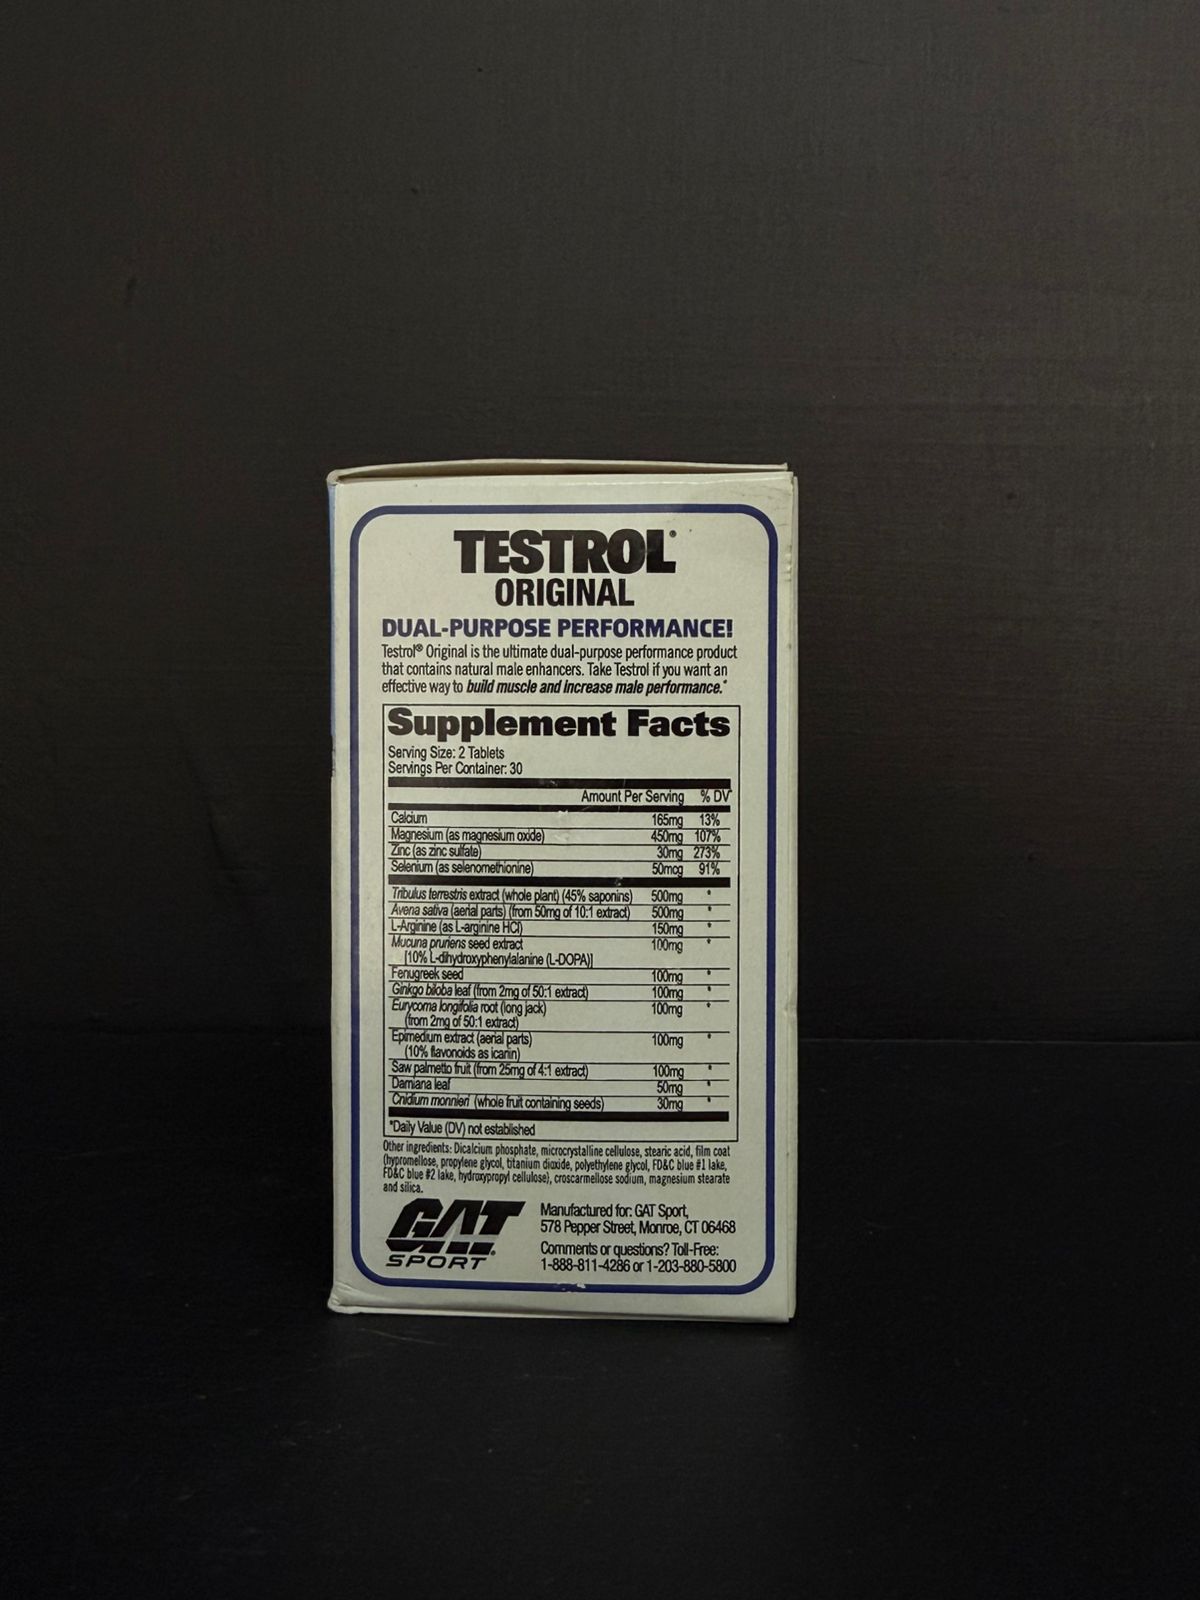 TESTROL®
ORIGINAL
DUAL-PURPOSE PERFORMANCE!
Testrol® Original is the ultimate dual-purpose performance product
that contains natural male enhancers. Take Testrol if you want an
effective way to build muscle and increase male performance.*
Supplement Facts
Serving Size: 2 Tablets
Servings Per Container: 30
Amount Per Serving % DV*
Calcium 165mg 13%
Magnesium (as magnesium oxide) 450mg 107%
Zinc (as zinc sulfate) 30mg 273%
Selenium (as selenomethionine) 50mcg 91%
Tribulus terrestris extract (whole plant) (45% saponins) 500mg *
Avena sativa (aerial parts) (from 50mg of 10:1 extract) 500mg *
L-Arginine (as L-arginine HCl) 150mg *
Mucuna pruriens seed extract 100mg *
[10% L-dihydroxyphenylalanine (L-DOPA)]
Fenugreek seed 100mg *
Ginkgo biloba leaf (from 2mg of 50:1 extract) 100mg *
Eurycoma longifolia root (long jack) 100mg *
(from 2mg of 50:1 extract)
Epimedium extract (aerial parts) 100mg *
(10% flavonoids as icariin)
Saw palmetto fruit (from 25mg of 4:1 extract) 100mg *
Damiana leaf 50mg *
Cnidium monnieri (whole fruit containing seeds) 30mg *
*Daily Value (DV) not established
Other ingredients: Dicalcium phosphate, microcrystalline cellulose, stearic acid, film coat
(hypromellose, propylene glycol, titanium dioxide, polyethylene glycol, FD&C blue #1 lake,
FD&C blue #2 lake, hydroxypropyl cellulose), croscarmellose sodium, magnesium stearate
and silica.
GAT®
SPORT
Manufactured for: GAT Sport,
578 Pepper Street, Monroe, CT 06468
Comments or questions? Toll-Free:
1-888-811-4286 or 1-203-880-5800